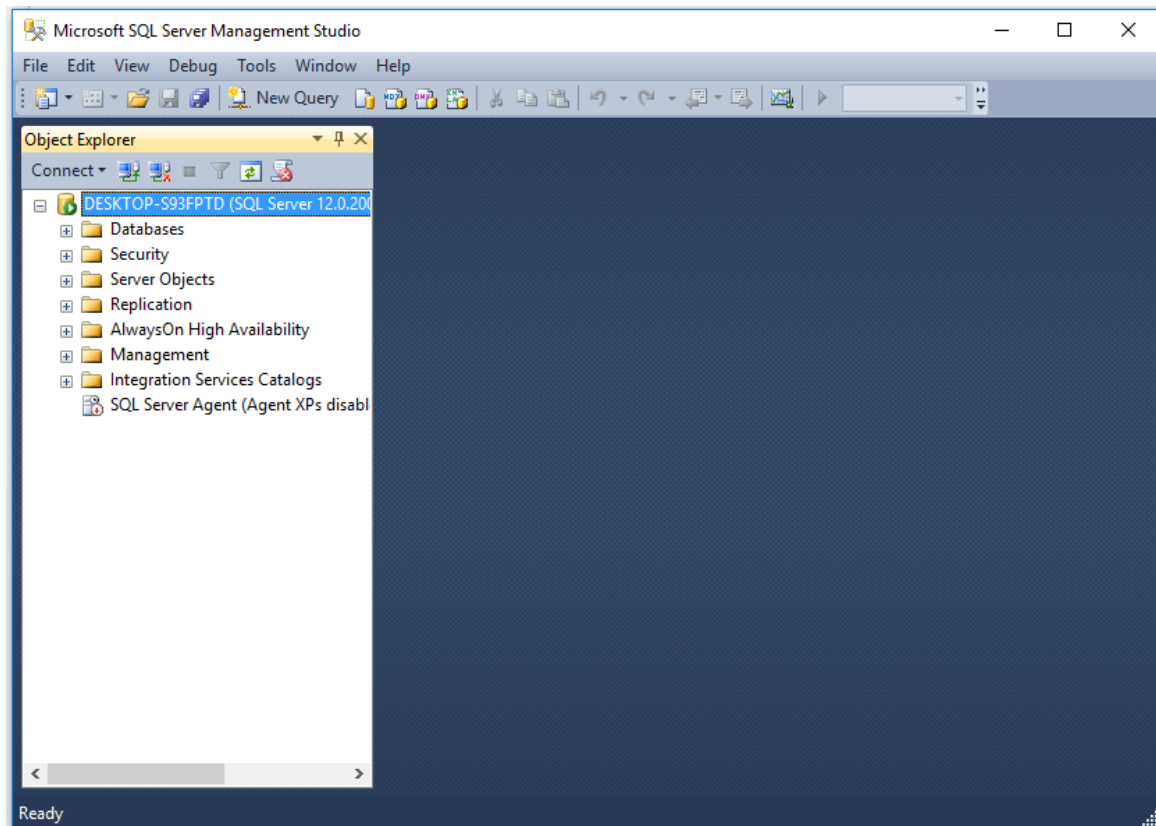 Microsoft SQL Server Management Studio
File Edit View Debug Tools Window Help
New Query
Object Explorer
Connect
DESKTOP-S93FPTD (SQL Server 12.0.200
Databases
Security
Server Objects
Replication
AlwaysOn High Availability
Management
Integration Services Catalogs
SQL Server Agent (Agent XPs disabl
Ready